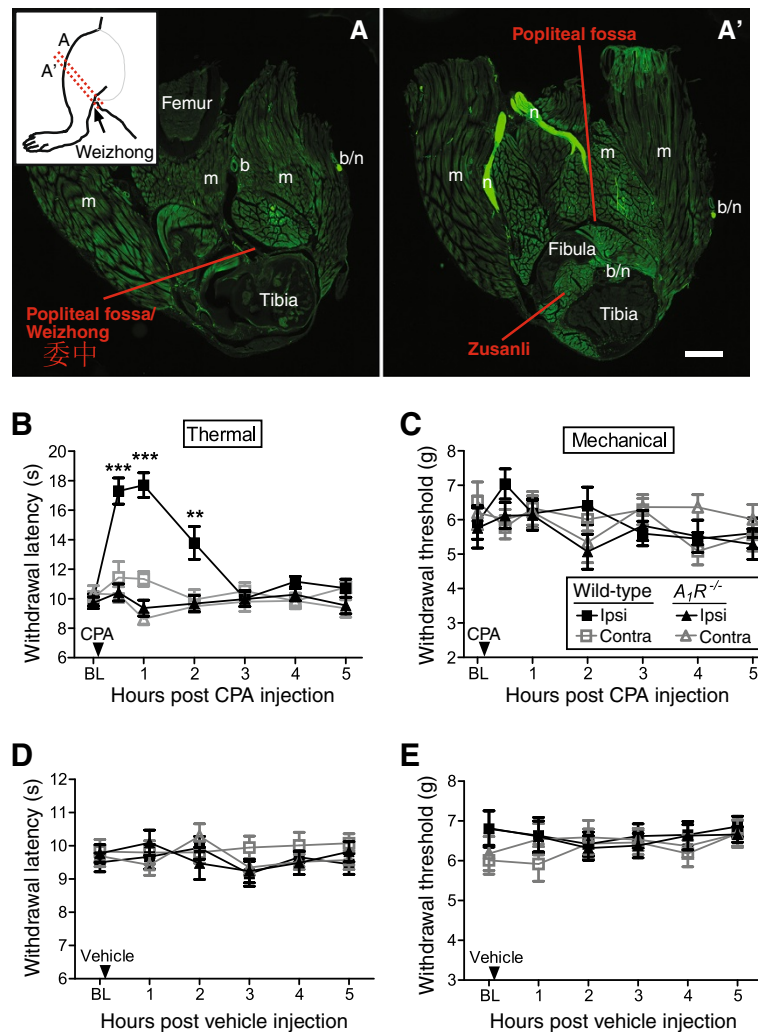 A
A'
Weizhong
A
Femur
m
m
b
m
b/n
Tibia
Popliteal fossa/
Weizhong
委中
A'
Popliteal fossa
n
n
m
m
m
b/n
Fibula
b/n
Tibia
Zusanli
B
Thermal
Withdrawal latency (s)
20
18
16
14
12
10
8
6
***
***
**
CPA
BL
1
2
3
4
5
Hours post CPA injection
C
Mechanical
Withdrawal threshold (g)
8
7
6
5
4
3
2
CPA
Wild-type A₁R⁻/⁻
Ipsi Ipsi
Contra Contra
BL
1
2
3
4
5
Hours post CPA injection
D
Withdrawal latency (s)
12
11
10
9
8
7
6
Vehicle
BL
1
2
3
4
5
Hours post vehicle injection
E
Withdrawal threshold (g)
8
7
6
5
4
3
Vehicle
BL
1
2
3
4
5
Hours post vehicle injection